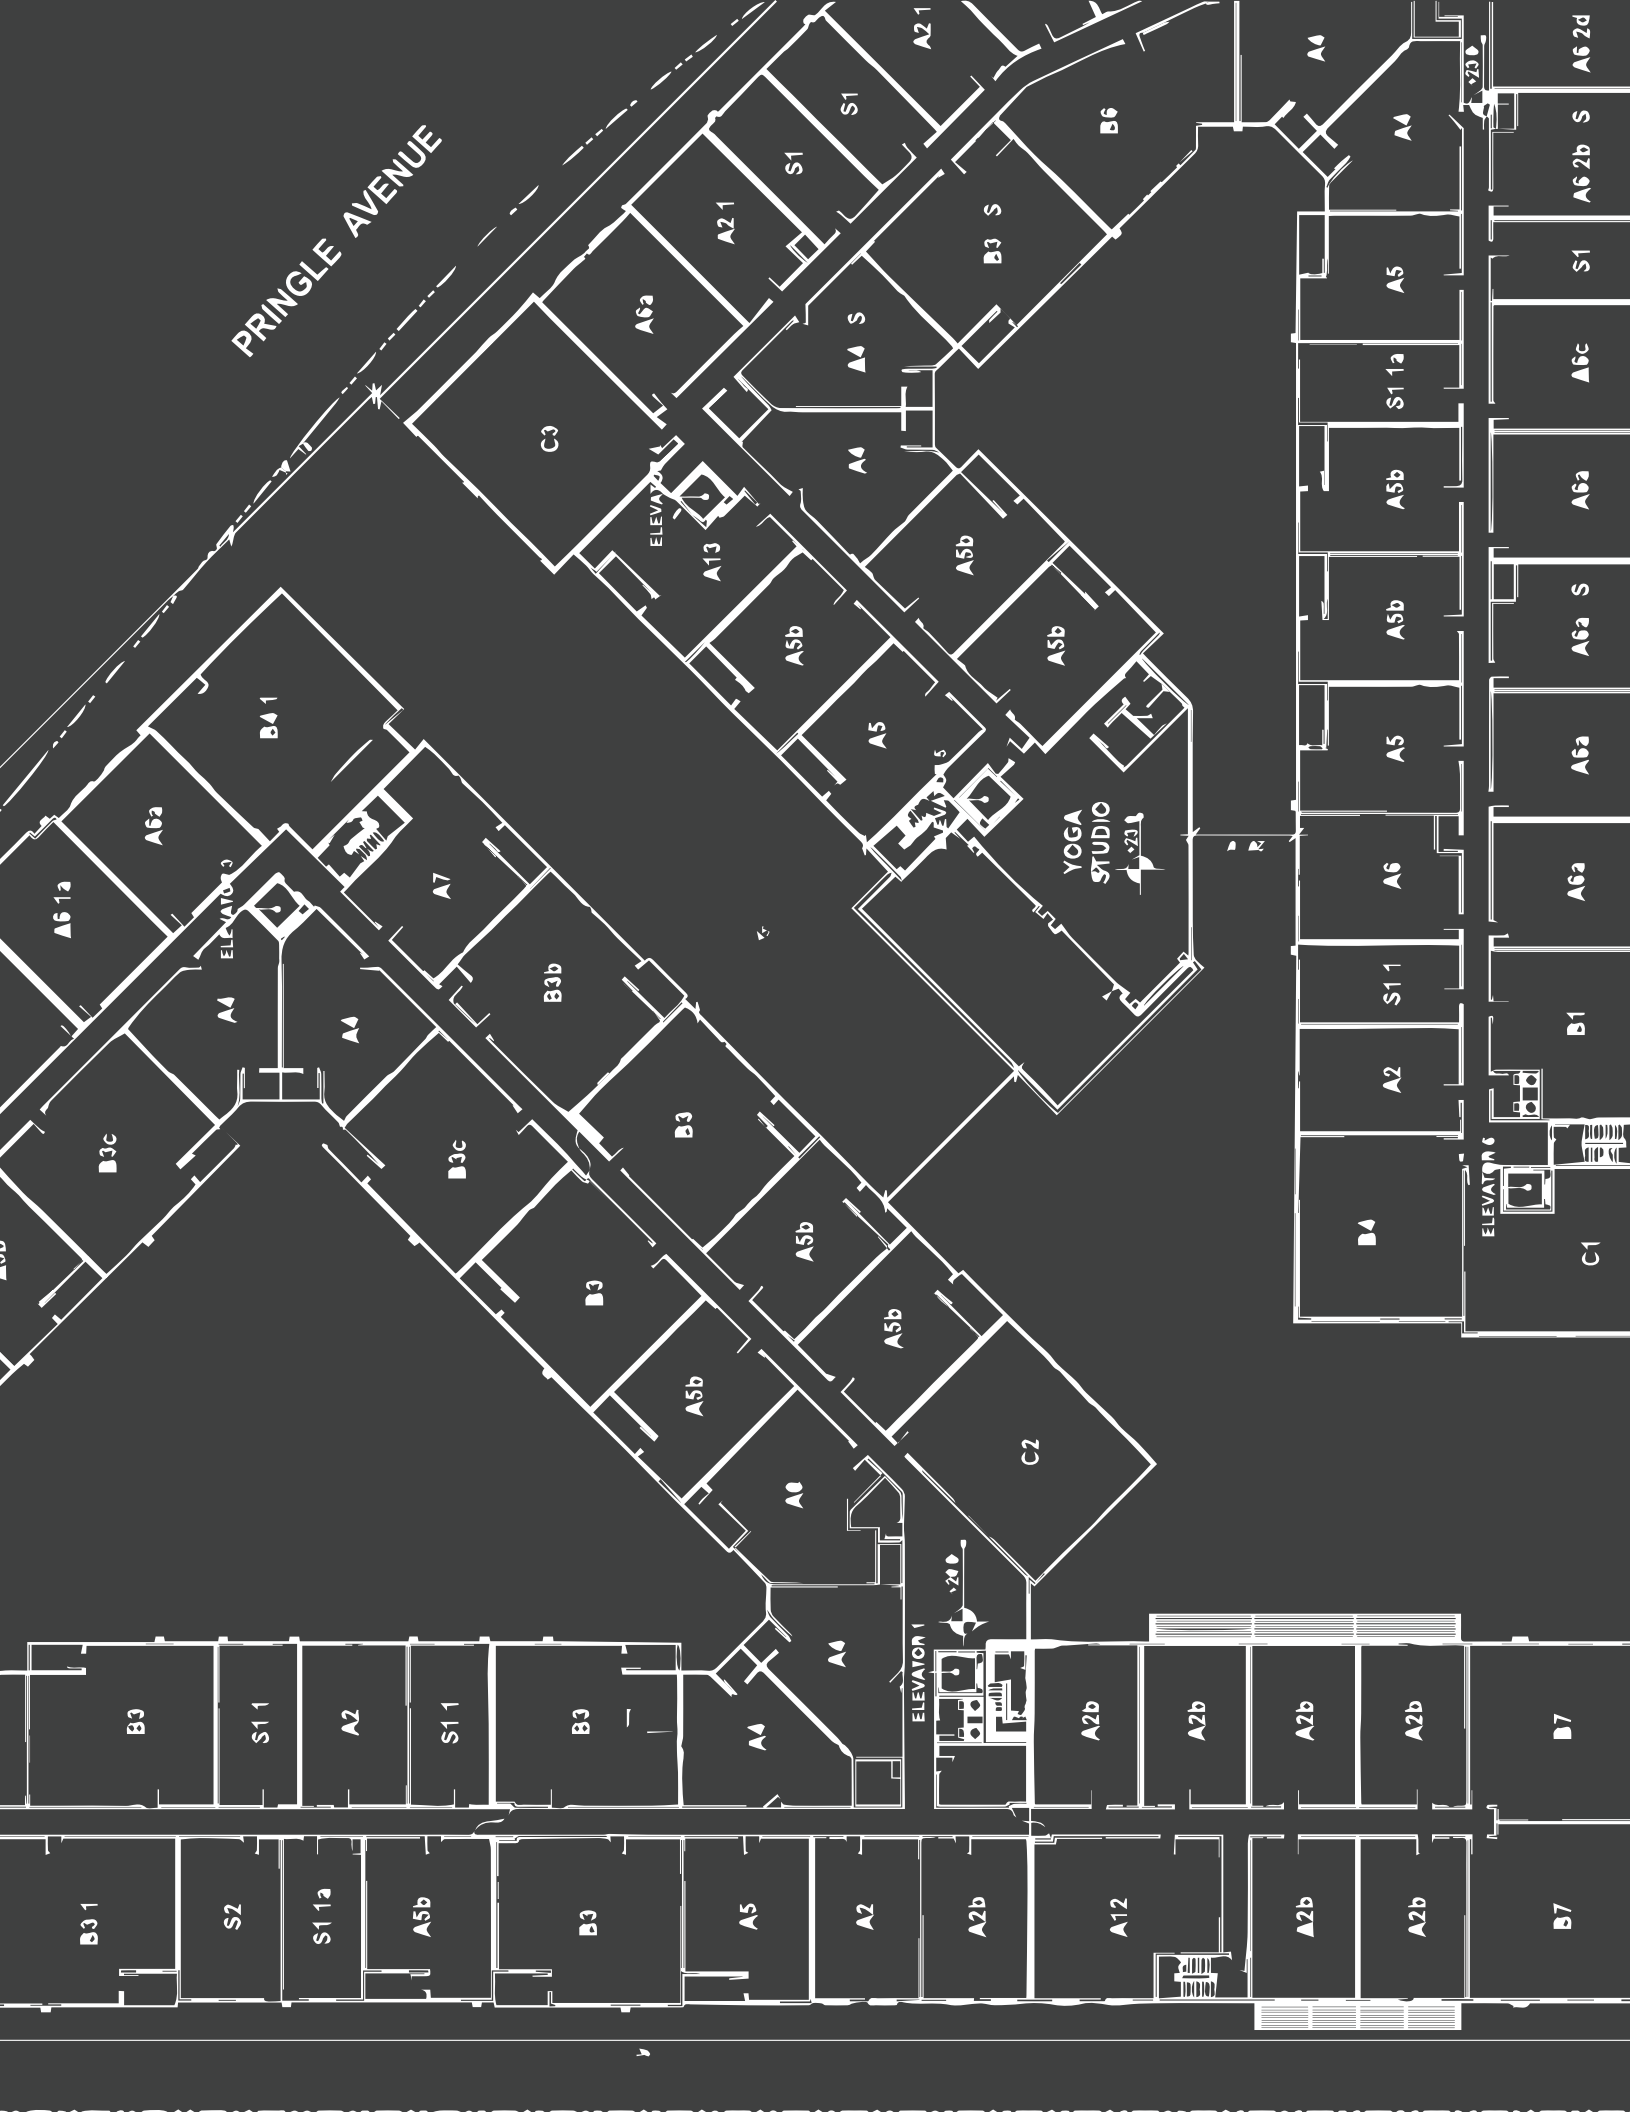 A2 1
A4
+23 0
A6 2d
S1
B6
A4
A6 2b S
PRINGLE AVENUE
S1
A2 1
B3 S
A5
S1
A6a
A4 S
S1 1a
A6c
C3
A4
A5b
A6a
A13
A5b
A5b
A6a S
A5b
A5b
B4 1
A5
A5
A6a
YOGA
STUDIO
A6a
A7
A6
A6a
A6 1a
ELEVATOR 3
B3b
S1 1
A4
A4
B1
A2
B3
B3c
B3c
ELEVATOR 6
A5b
B4
C1
B3
A5b
A5b
C2
ELEVATOR 1
A4
B3
S1 1
A2
S1 1
B3
A4
A2b
A2b
A2b
A2b
B7
B3 1
S2
S1 1a
A5b
B3
A5
A2
A2b
A12
A2b
A2b
B7